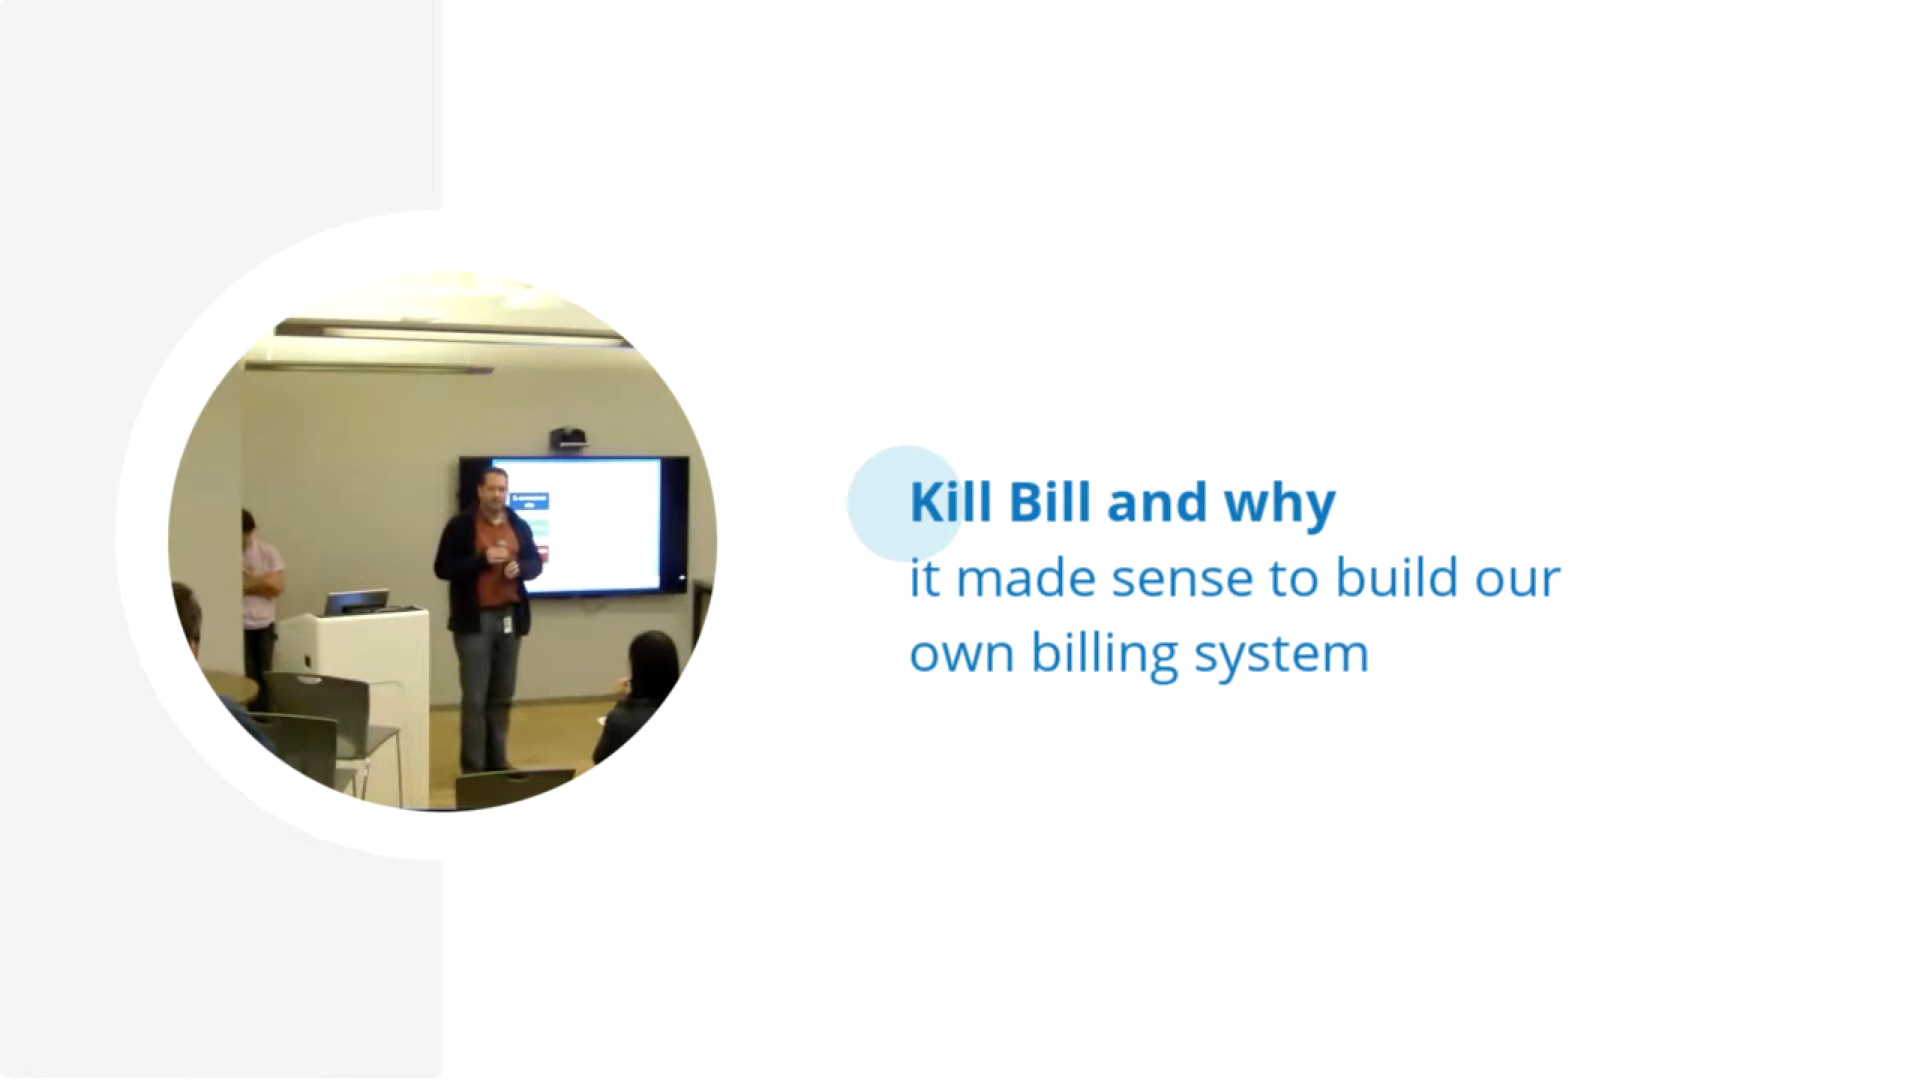 Kill Bill and why
it made sense to build our
own billing system